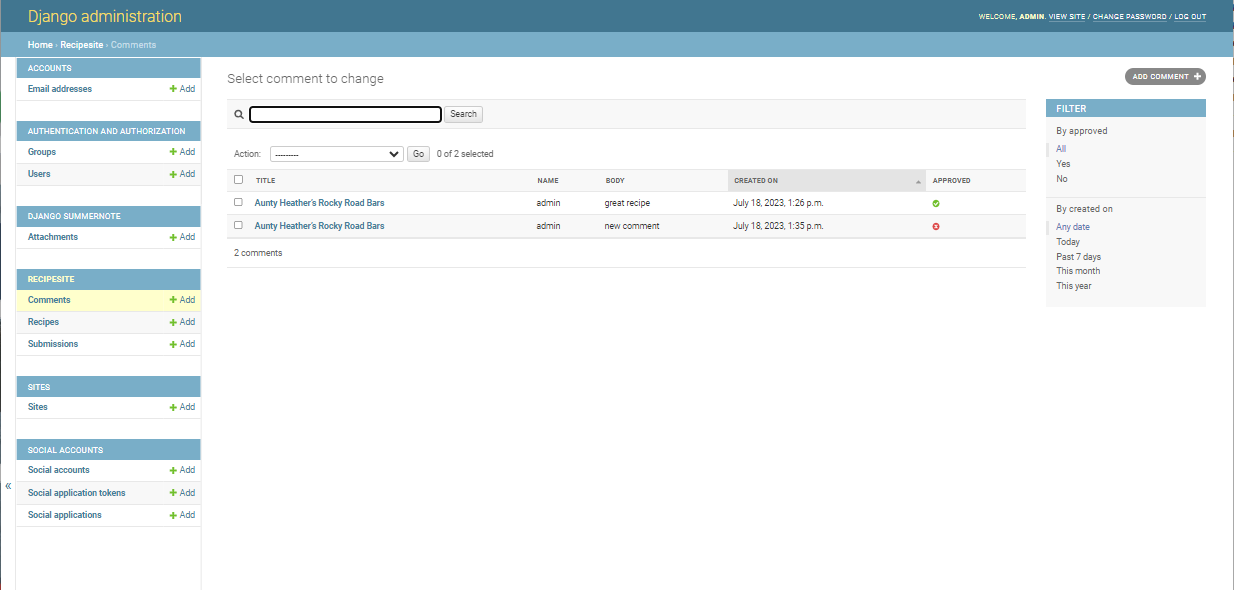 Django administration
WELCOME, ADMIN. VIEW SITE / CHANGE PASSWORD / LOG OUT
Home › Recipesite › Comments
ACCOUNTS
Email addresses + Add
AUTHENTICATION AND AUTHORIZATION
Groups + Add
Users + Add
DJANGO SUMMERNOTE
Attachments + Add
RECIPESITE
Comments + Add
Recipes + Add
Submissions + Add
SITES
Sites + Add
SOCIAL ACCOUNTS
Social accounts + Add
Social application tokens + Add
Social applications + Add
«
Select comment to change
ADD COMMENT +
Search
Action: --------- Go 0 of 2 selected
TITLE NAME BODY CREATED ON APPROVED
Aunty Heather's Rocky Road Bars admin great recipe July 18, 2023, 1:26 p.m.
Aunty Heather's Rocky Road Bars admin new comment July 18, 2023, 1:35 p.m.
2 comments
FILTER
By approved
All
Yes
No
By created on
Any date
Today
Past 7 days
This month
This year